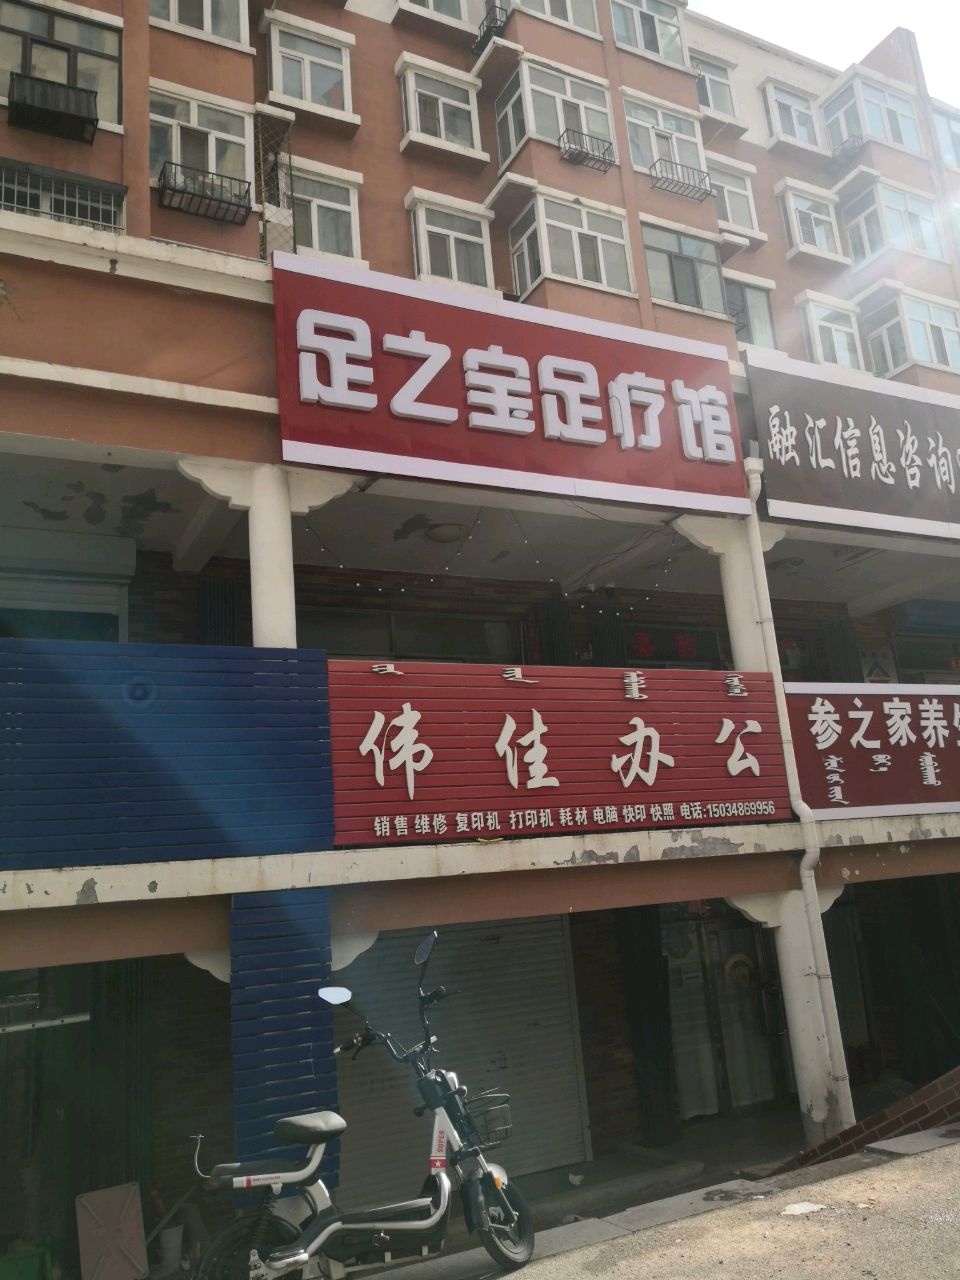 足之宝足疗馆
融汇信息咨询
伟佳办公
销售 维修 复印机 打印机 耗材 电脑 快印 快照 电话:15034869956
参之家养生
SUPER